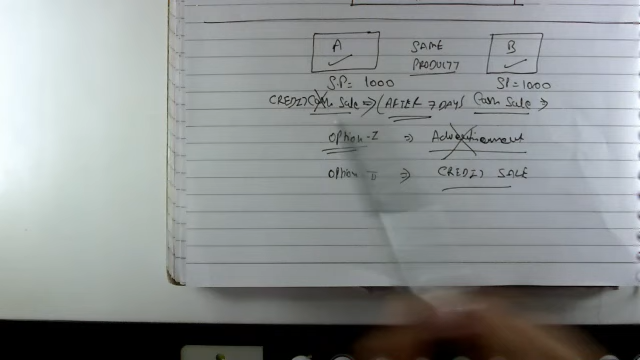 A SAME B
PRODUCT
S.P= 1000 SP=1000
CREDIT Cash Sale ⇒ (AFTER 7 DAYS Cash Sale ⇒
Option-I ⇒ Advertisement
Option-II ⇒ CREDIT SALE